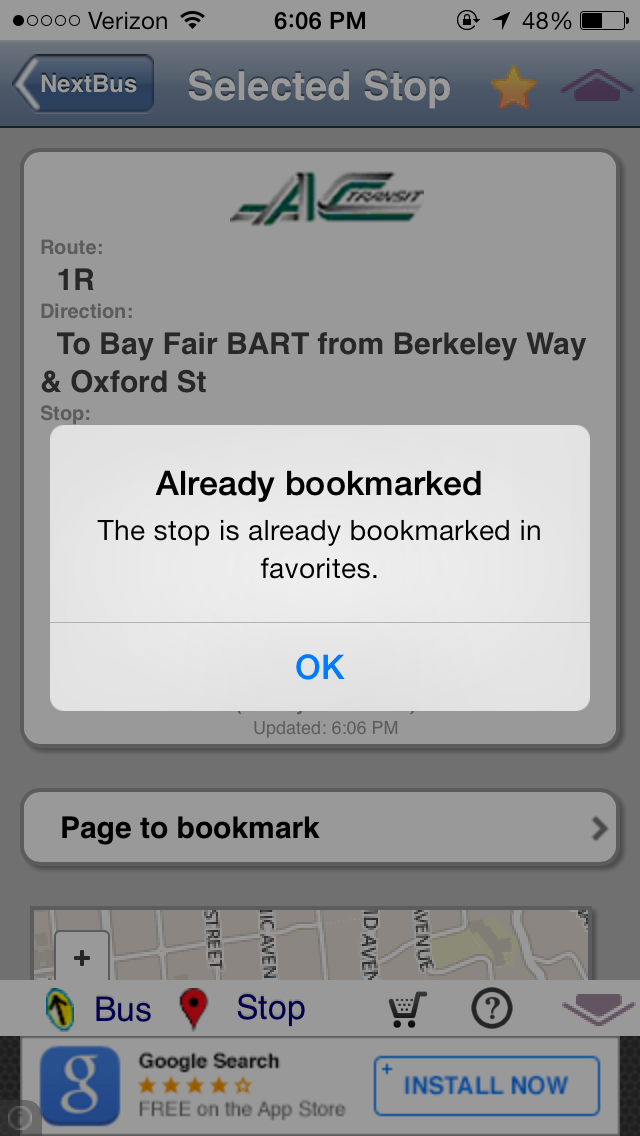 Verizon 6:06 PM 48%
NextBus Selected Stop
AC TRANSIT
Route:
1R
Direction:
To Bay Fair BART from Berkeley Way
& Oxford St
Stop:
Already bookmarked
The stop is already bookmarked in
favorites.
OK
Updated: 6:06 PM
Page to bookmark
STREET
AVENUE
+
Bus Stop ?
g
Google Search
FREE on the App Store
+ INSTALL NOW
i